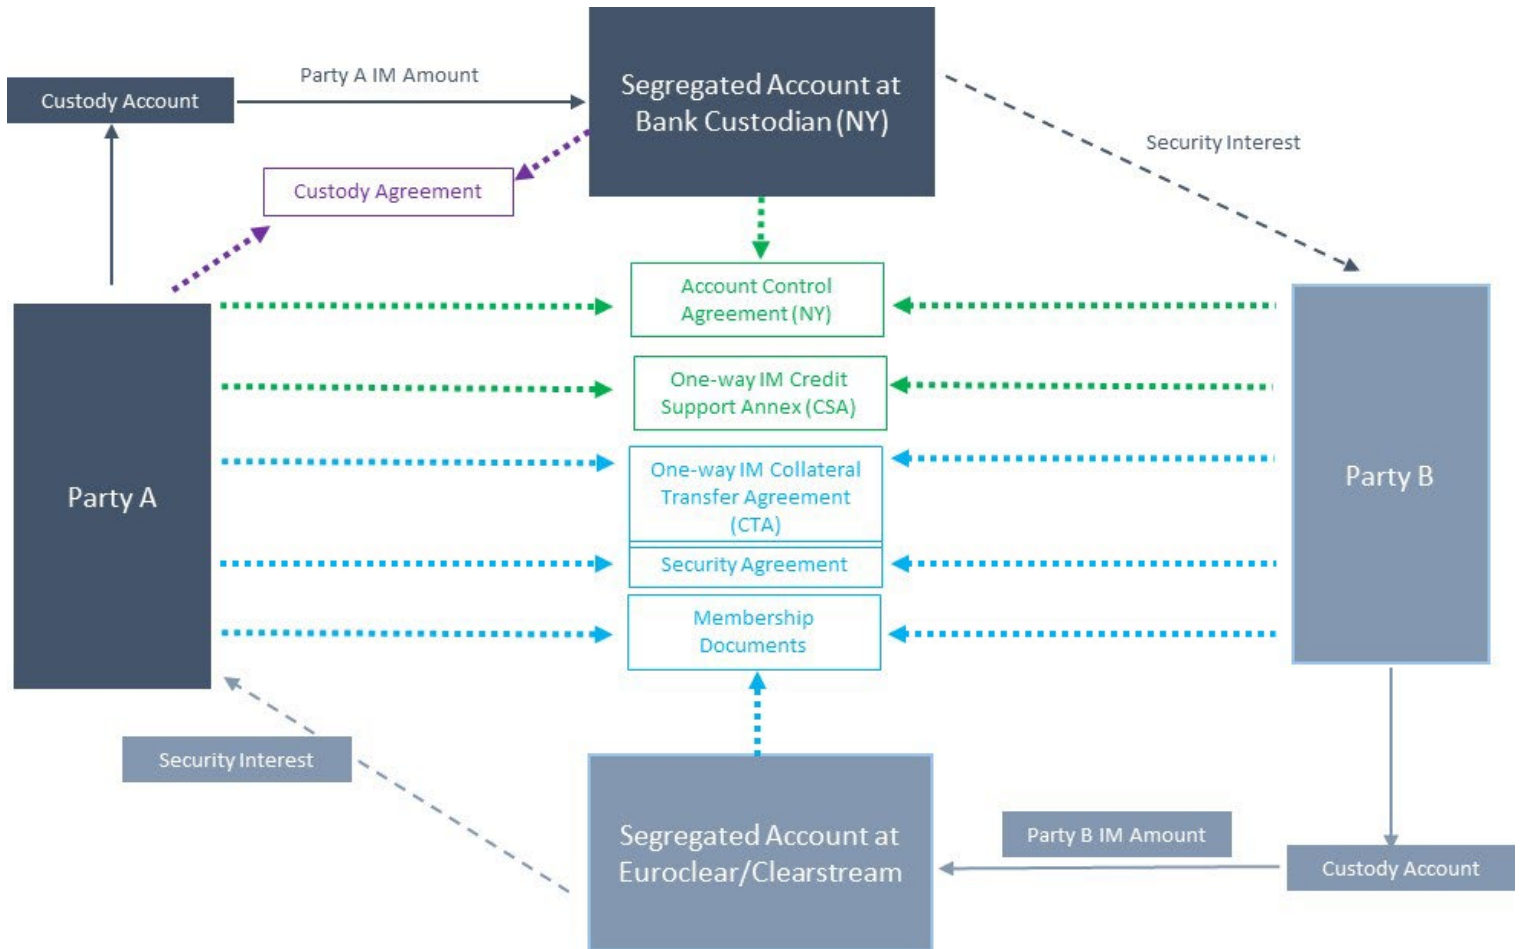 Party A IM Amount
Custody Account
Segregated Account at
Bank Custodian (NY)
Security Interest
Custody Agreement
Account Control
Agreement (NY)
One-way IM Credit
Support Annex (CSA)
One-way IM Collateral
Transfer Agreement
(CTA)
Party A
Party B
Security Agreement
Membership
Documents
Security Interest
Segregated Account at
Euroclear/Clearstream
Party B IM Amount
Custody Account